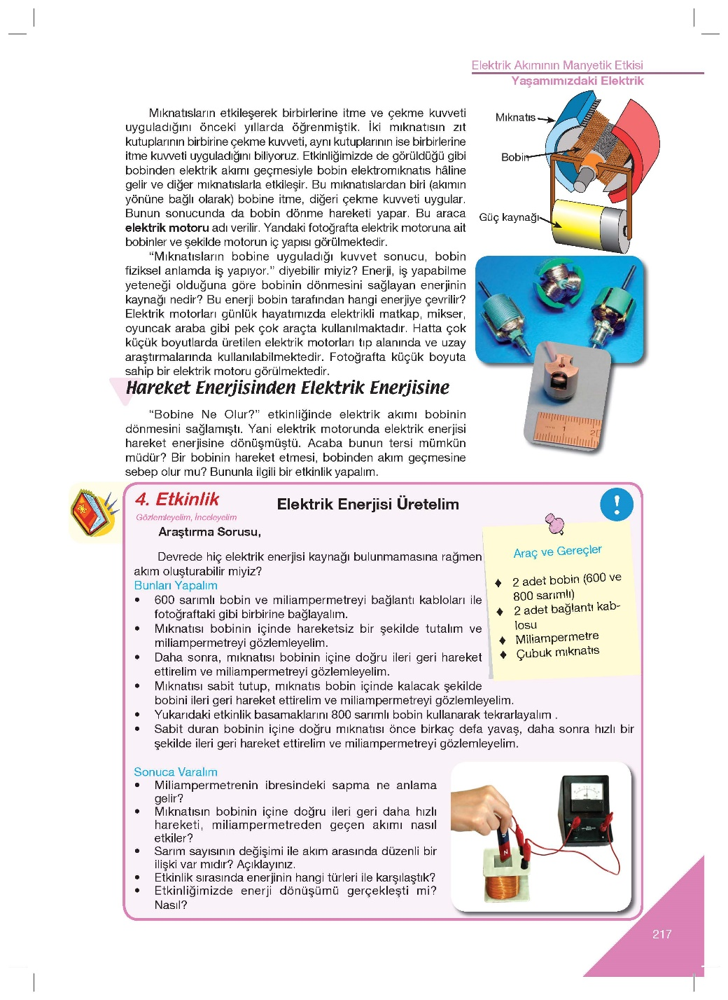 Elektrik Akımının Manyetik Etkisi
Yaşamımızdaki Elektrik
Mıknatısların etkileşerek birbirlerine itme ve çekme kuvveti
uyguladığını önceki yıllarda öğrenmiştik. İki mıknatısın zıt
kutuplarının birbirine çekme kuvveti, aynı kutuplarının ise birbirlerine
itme kuvveti uyguladığını biliyoruz. Etkinliğimizde de görüldüğü gibi
bobinden elektrik akımı geçmesiyle bobin elektromıknatıs hâline
gelir ve diğer mıknatıslarla etkileşir. Bu mıknatıslardan biri (akımın
yönüne bağlı olarak) bobine itme, diğeri çekme kuvveti uygular.
Bunun sonucunda da bobin dönme hareketi yapar. Bu araca
elektrik motoru adı verilir. Yandaki fotoğrafta elektrik motoruna ait
bobinler ve şekilde motorun iç yapısı görülmektedir.
“Mıknatısların bobine uyguladığı kuvvet sonucu, bobin
fiziksel anlamda iş yapıyor.” diyebilir miyiz? Enerji, iş yapabilme
yeteneği olduğuna göre bobinin dönmesini sağlayan enerjinin
kaynağı nedir? Bu enerji bobin tarafından hangi enerjiye çevrilir?
Elektrik motorları günlük hayatımızda elektrikli matkap, mikser,
oyuncak araba gibi pek çok araçta kullanılmaktadır. Hatta çok
küçük boyutlarda üretilen elektrik motorları tıp alanında ve uzay
araştırmalarında kullanılabilmektedir. Fotoğrafta küçük boyuta
sahip bir elektrik motoru görülmektedir.
Mıknatıs
Bobin
Güç kaynağı
1
2
Hareket Enerjisinden Elektrik Enerjisine
“Bobine Ne Olur?” etkinliğinde elektrik akımı bobinin
dönmesini sağlamıştı. Yani elektrik motorunda elektrik enerjisi
hareket enerjisine dönüşmüştü. Acaba bunun tersi mümkün
müdür? Bir bobinin hareket etmesi, bobinden akım geçmesine
sebep olur mu? Bununla ilgili bir etkinlik yapalım.
4. Etkinlik
Elektrik Enerjisi Üretelim
!
Gözlemleyelim, İnceleyelim
Araştırma Sorusu,
Devrede hiç elektrik enerjisi kaynağı bulunmamasına rağmen
akım oluşturabilir miyiz?
Bunları Yapalım
• 600 sarımlı bobin ve miliampermetreyi bağlantı kabloları ile
fotoğraftaki gibi birbirine bağlayalım.
• Mıknatısı bobinin içinde hareketsiz bir şekilde tutalım ve
miliampermetreyi gözlemleyelim.
• Daha sonra, mıknatısı bobinin içine doğru ileri geri hareket
ettirelim ve miliampermetreyi gözlemleyelim.
• Mıknatısı sabit tutup, mıknatıs bobin içinde kalacak şekilde
bobini ileri geri hareket ettirelim ve miliampermetreyi gözlemleyelim.
• Yukarıdaki etkinlik basamaklarını 800 sarımlı bobin kullanarak tekrarlayalım .
• Sabit duran bobinin içine doğru mıknatısı önce birkaç defa yavaş, daha sonra hızlı bir
şekilde ileri geri hareket ettirelim ve miliampermetreyi gözlemleyelim.
Araç ve Gereçler
♦ 2 adet bobin (600 ve
800 sarımlı)
♦ 2 adet bağlantı kab-
losu
♦ Miliampermetre
♦ Çubuk mıknatıs
Sonuca Varalım
• Miliampermetrenin ibresindeki sapma ne anlama
gelir?
• Mıknatısın bobinin içine doğru ileri geri daha hızlı
hareketi, miliampermetreden geçen akımı nasıl
etkiler?
• Sarım sayısının değişimi ile akım arasında düzenli bir
ilişki var mıdır? Açıklayınız.
• Etkinlik sırasında enerjinin hangi türleri ile karşılaştık?
• Etkinliğimizde enerji dönüşümü gerçekleşti mi?
Nasıl?
S
N
217